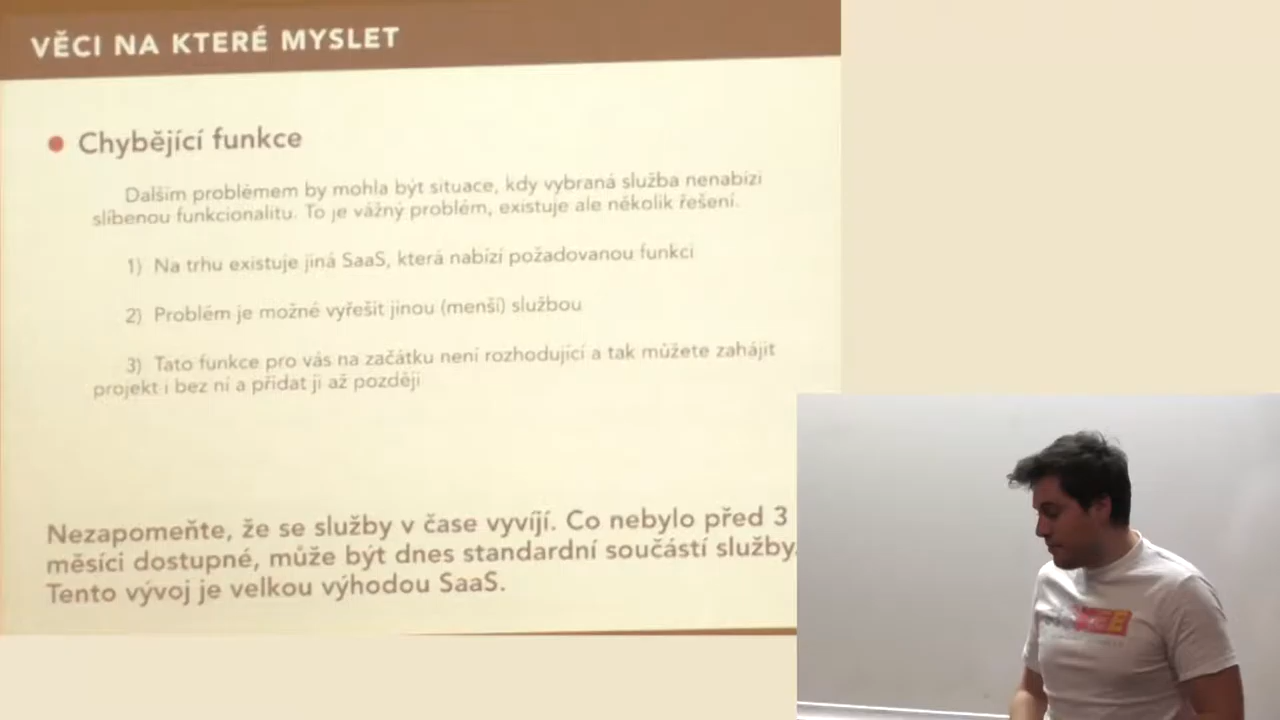 VĚCI NA KTERÉ MYSLET
Chybějící funkce
Dalším problémem by mohla být situace, kdy vybraná služba nenabízí
slíbenou funkcionalitu. To je vážný problém, existuje ale několik řešení.
1) Na trhu existuje jiná SaaS, která nabízí požadovanou funkci
2) Problém je možné vyřešit jinou (menší) službou
3) Tato funkce pro vás na začátku není rozhodující a tak můžete zahájit
projekt i bez ní a přidat ji až později
Nezapomeňte, že se služby v čase vyvíjí. Co nebylo před 3
měsíci dostupné, může být dnes standardní součástí služby.
Tento vývoj je velkou výhodou SaaS.